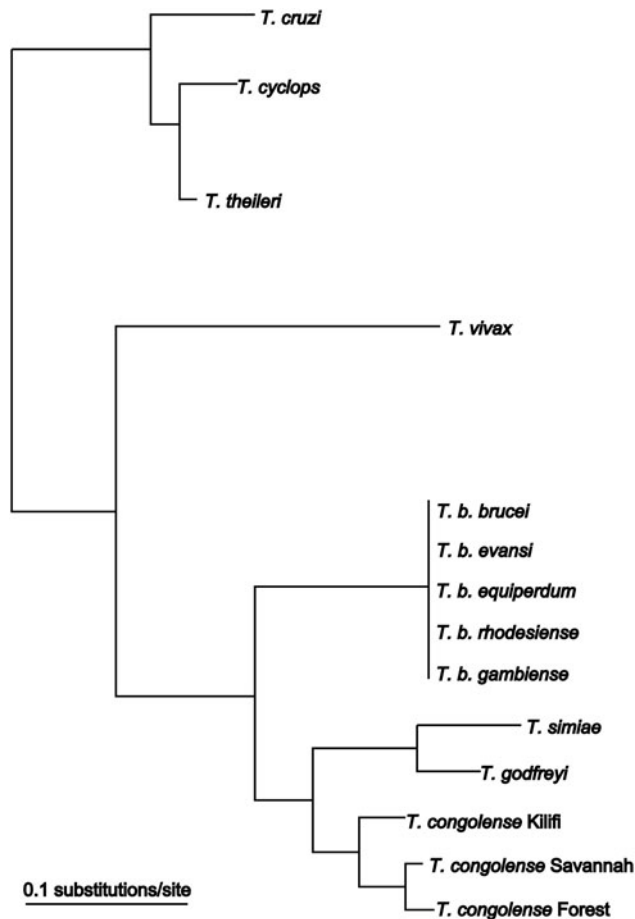 T. cruzi
T. cyclops
T. theileri
T. vivax
T. b. brucei
T. b. evansi
T. b. equiperdum
T. b. rhodesiense
T. b. gambiense
T. simiae
T. godfreyi
T. congolense Kilifi
T. congolense Savannah
T. congolense Forest
0.1 substitutions/site